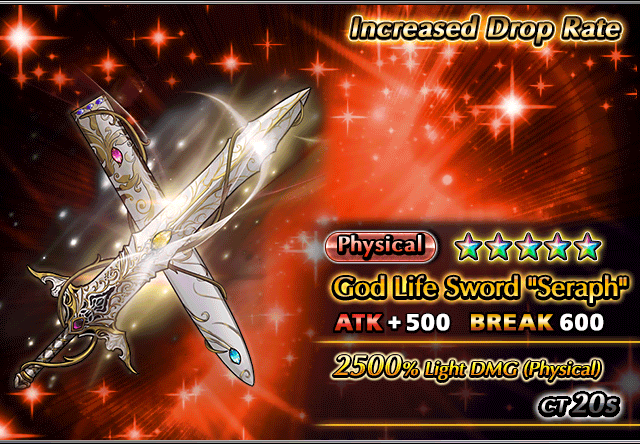 Increased Drop Rate
Physical
God Life Sword "Seraph"
ATK +500 BREAK 600
2500% Light DMG (Physical)
CT 20s